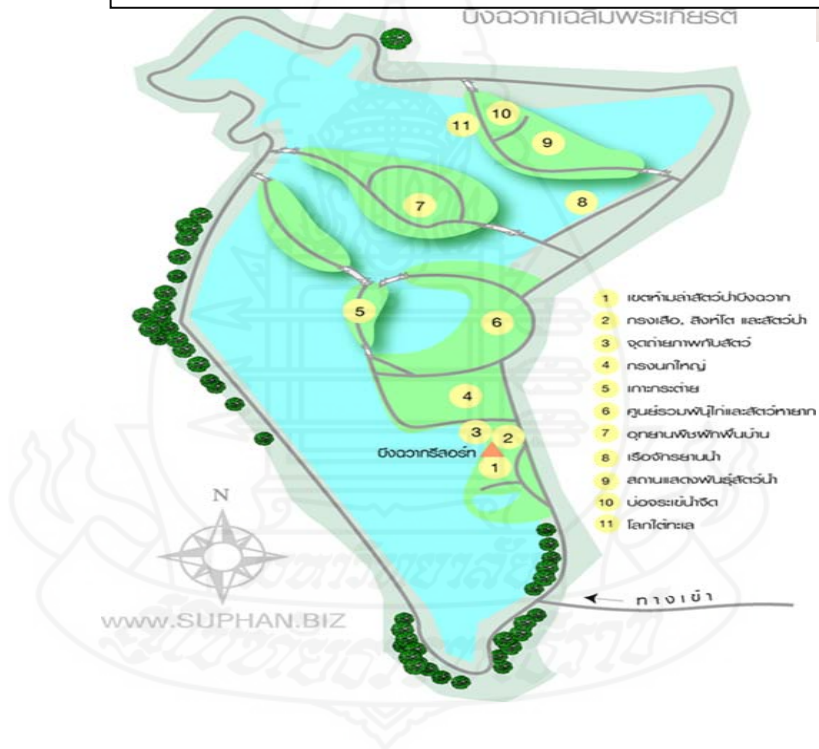 บึงฉวากเฉลิมพระเกียรติ
10
11
9
7
8
5
6
4
3
2
บึงฉวากรีสอร์ท
1
1 เขตห้ามล่าสัตว์ป่าบึงฉวาก
2 กรงเสือ, สิงห์โต และสัตว์ป่า
3 จุดถ่ายภาพกับสัตว์
4 กรงนกใหญ่
5 เกาะกระต่าย
6 ศูนย์รวมพันธุ์ไก่และสัตว์หายาก
7 อุทยานพืชผักพื้นบ้าน
8 เรือจักรยานน้ำ
9 สถานแสดงพันธุ์สัตว์น้ำ
10 บ่อจระเข้น้ำจืด
11 โลกใต้ทะเล
N
ทางเข้า
www.SUPHAN.BIZ